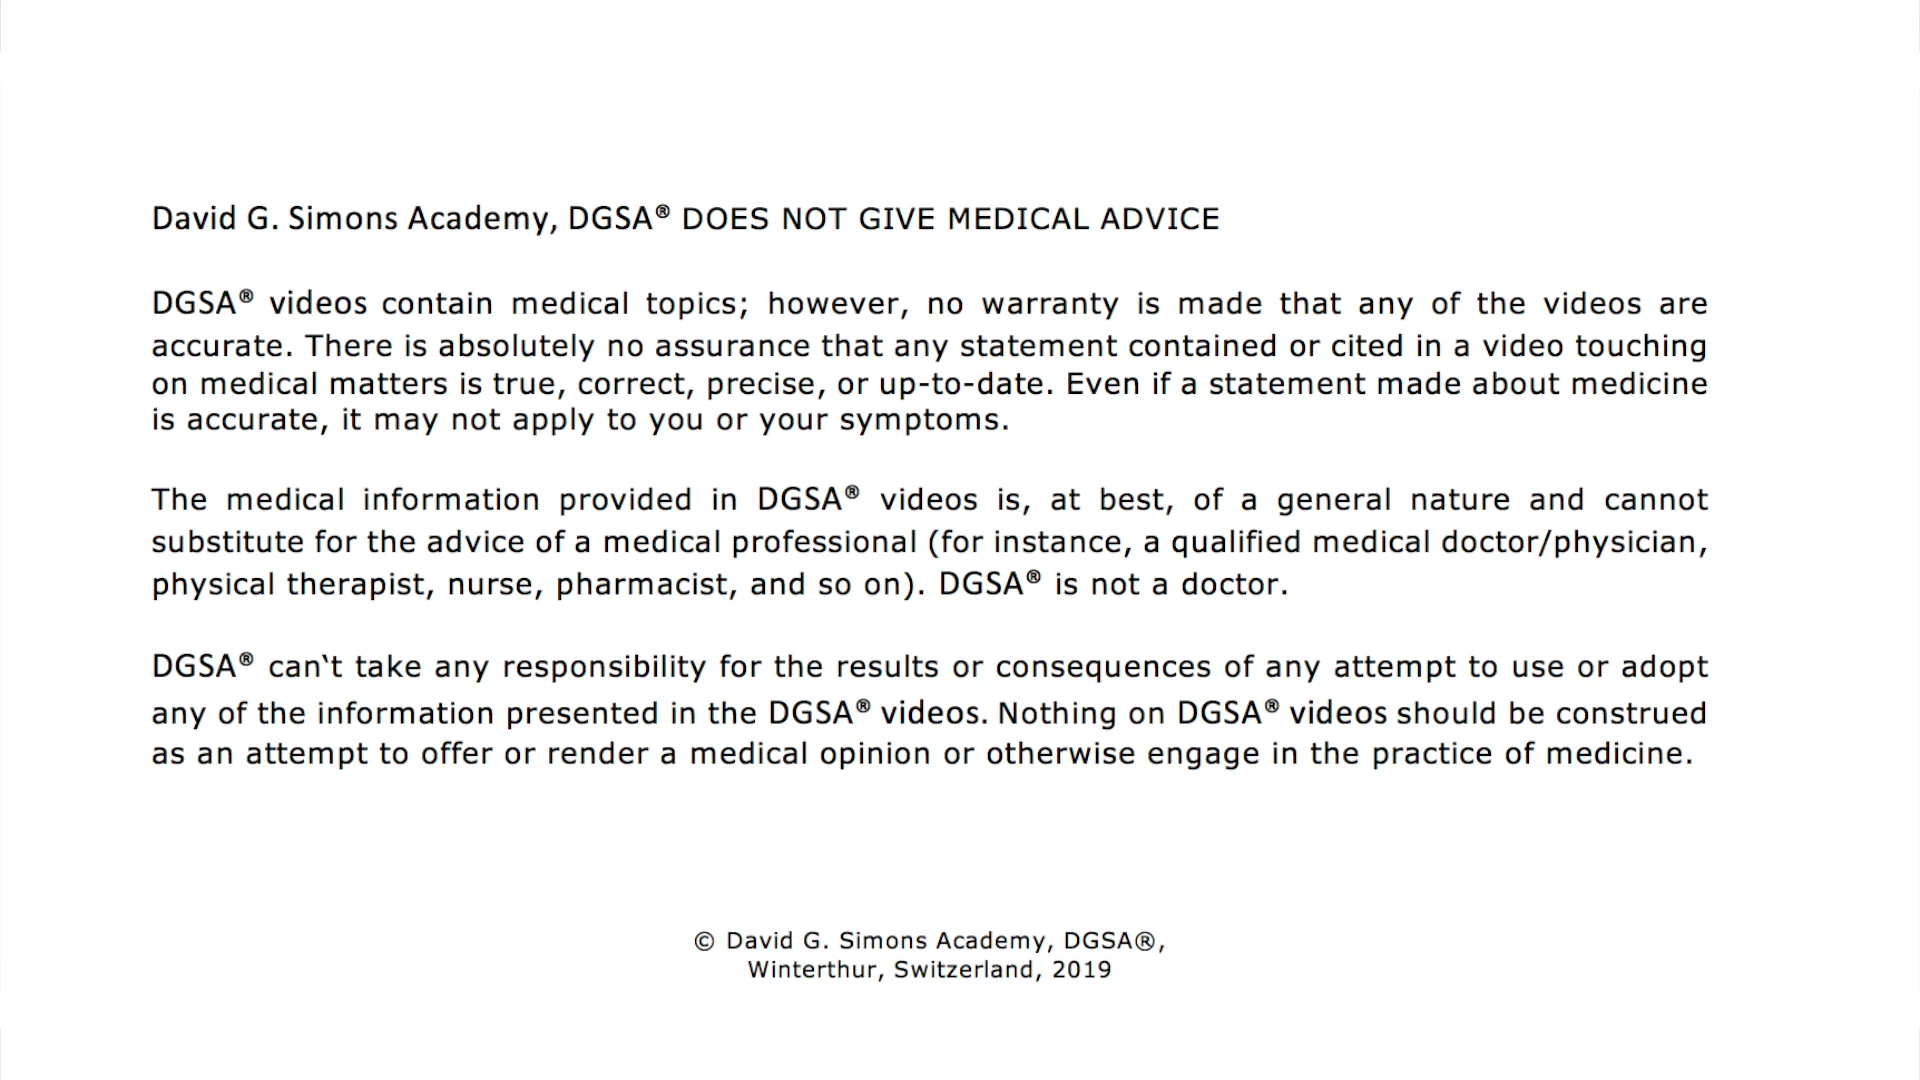 David G. Simons Academy, DGSA® DOES NOT GIVE MEDICAL ADVICE
DGSA® videos contain medical topics; however, no warranty is made that any of the videos are
accurate. There is absolutely no assurance that any statement contained or cited in a video touching
on medical matters is true, correct, precise, or up-to-date. Even if a statement made about medicine
is accurate, it may not apply to you or your symptoms.
The medical information provided in DGSA® videos is, at best, of a general nature and cannot
substitute for the advice of a medical professional (for instance, a qualified medical doctor/physician,
physical therapist, nurse, pharmacist, and so on). DGSA® is not a doctor.
DGSA® can‛t take any responsibility for the results or consequences of any attempt to use or adopt
any of the information presented in the DGSA® videos. Nothing on DGSA® videos should be construed
as an attempt to offer or render a medical opinion or otherwise engage in the practice of medicine.
© David G. Simons Academy, DGSA®,
Winterthur, Switzerland, 2019